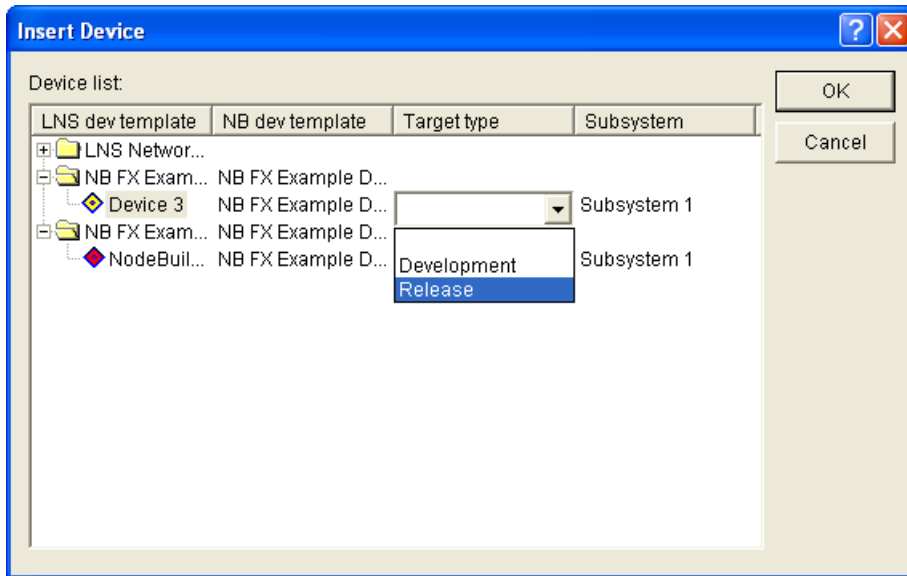 Insert Device
Device list:
OK
Cancel
LNS dev template NB dev template Target type Subsystem
LNS Networ...
NB FX Exam... NB FX Example D...
Device 3 NB FX Example D... Subsystem 1
NB FX Exam... NB FX Example D...
NodeBuil... NB FX Example D... Subsystem 1
Development
Release